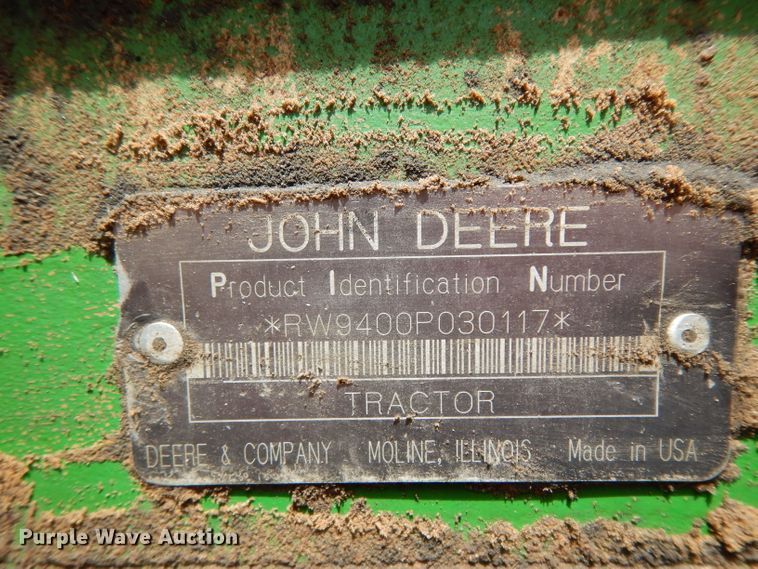 JOHN DEERE
Product Identification Number
*RW9400P030117*
TRACTOR
DEERE & COMPANY MOLINE, ILLINOIS Made in USA
Purple Wave Auction